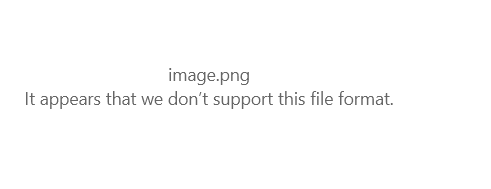 image.png
It appears that we don’t support this file format.